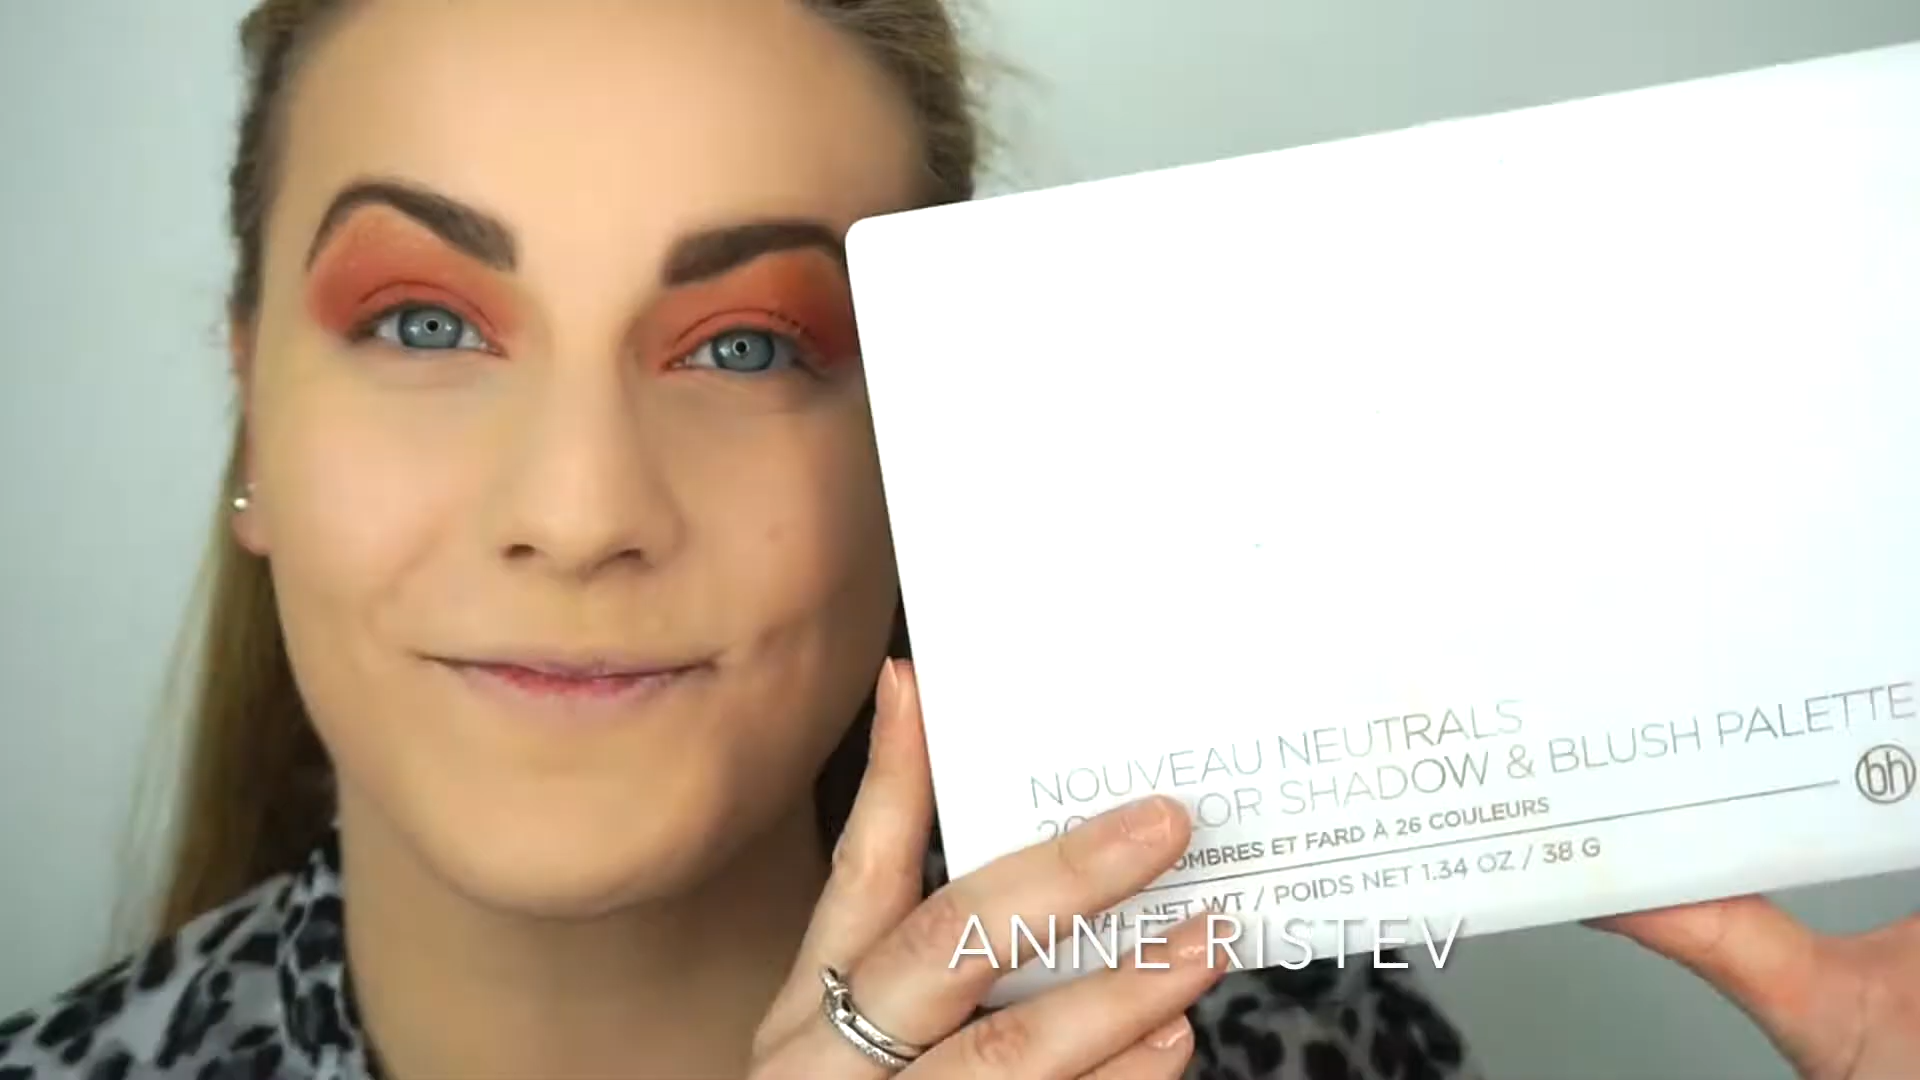 NOUVEAU NEUTRALS
SHADOW & BLUSH PALETTE
bh
ET FARD À 26 COULEURS
NET WT / POIDS NET 1.34 OZ / 38 G
ANNE RISTEV